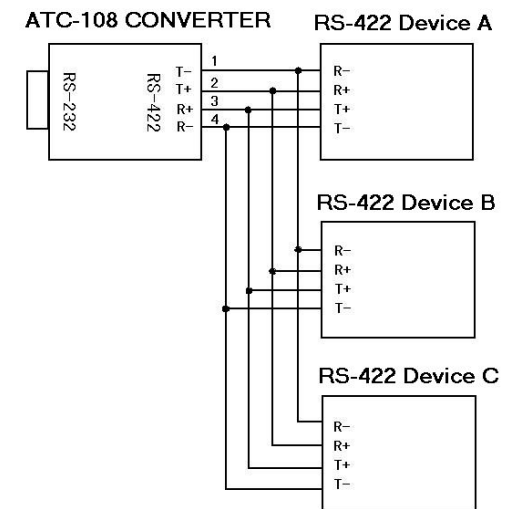 ATC-108 CONVERTER
RS-422 Device A
RS-232
RS-422
T- 1
T+ 2
R+ 3
R- 4
R-
R+
T+
T-
RS-422 Device B
R-
R+
T+
T-
RS-422 Device C
R-
R+
T+
T-